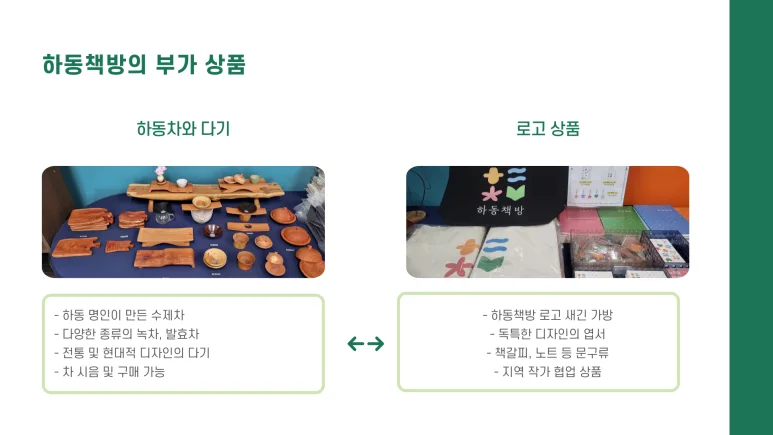 하동책방의 부가 상품
하동차와 다기
로고 상품
하동책방
- 하동 명인이 만든 수제차
- 다양한 종류의 녹차, 발효차
- 전통 및 현대적 디자인의 다기
- 차 시음 및 구매 가능
- 하동책방 로고 새긴 가방
- 독특한 디자인의 엽서
- 책갈피, 노트 등 문구류
- 지역 작가 협업 상품